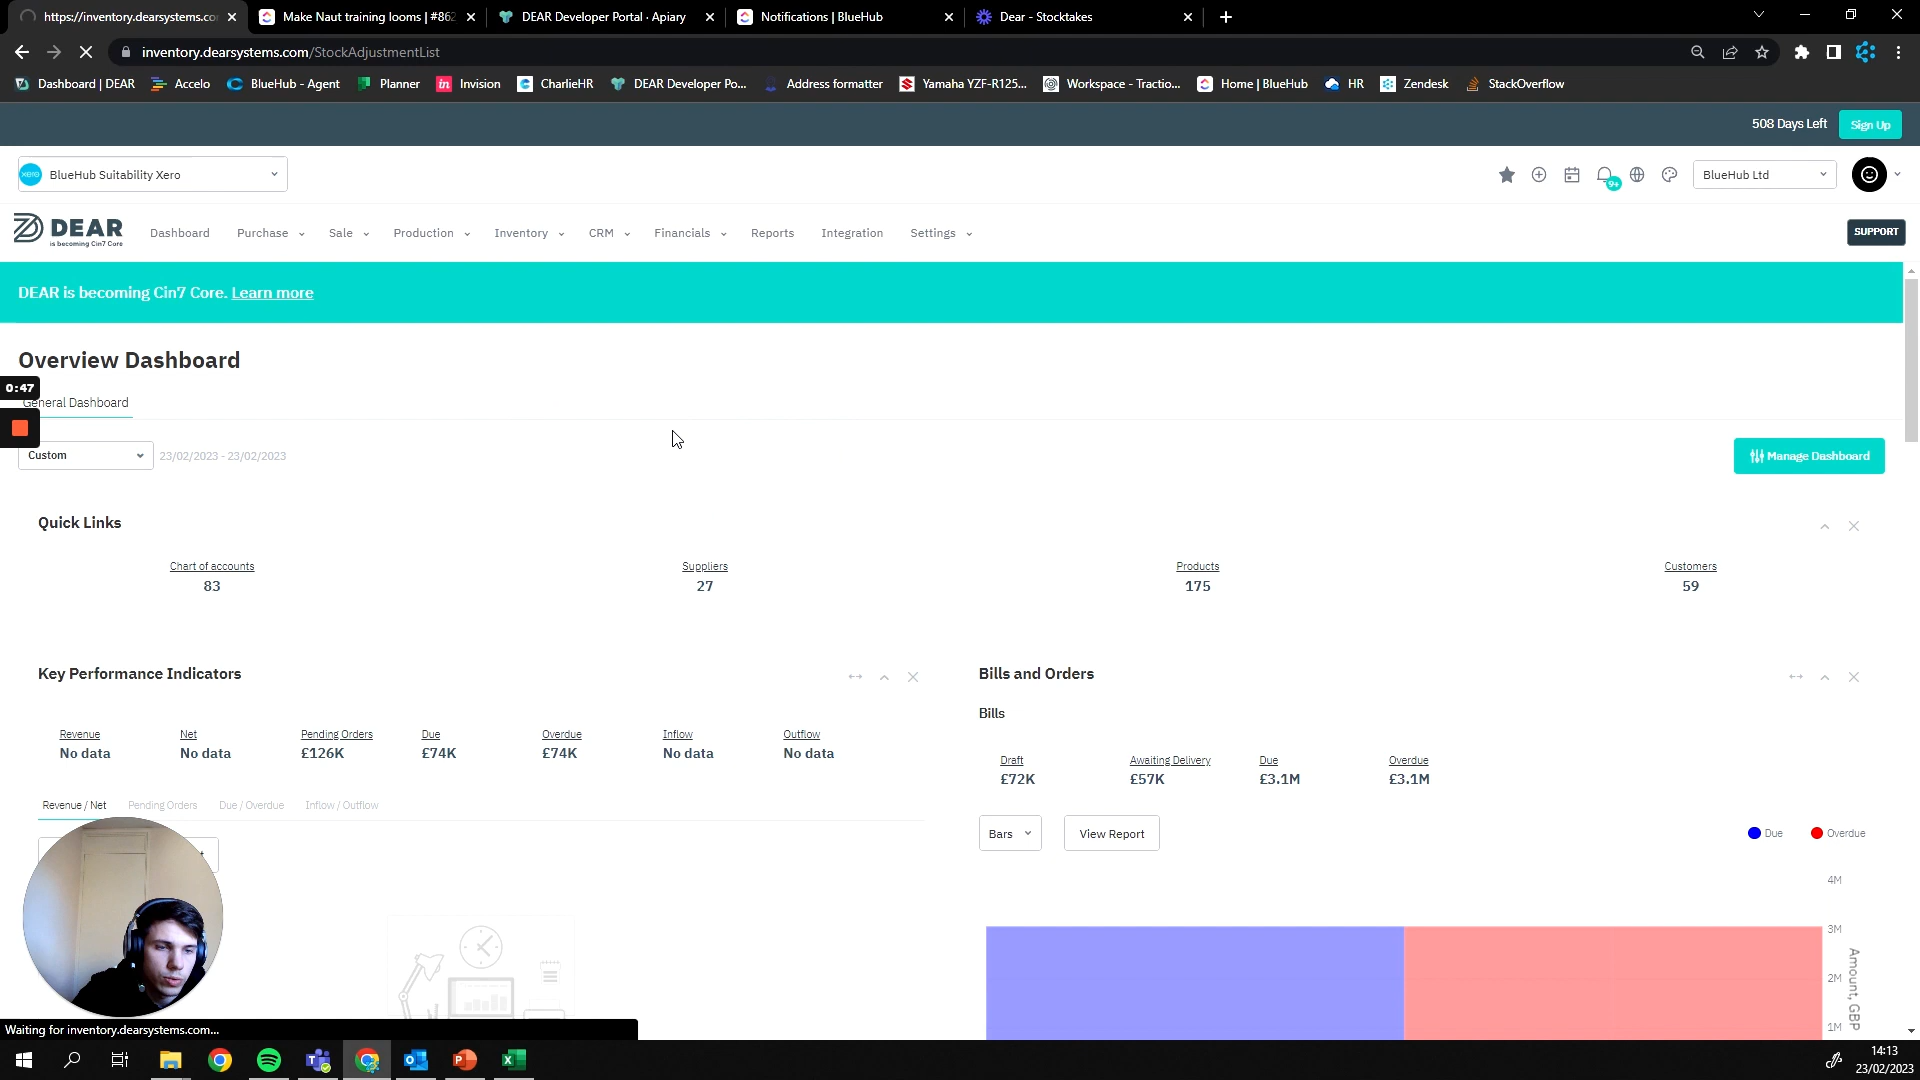 https://inventory.dearsystems.co
Make Naut training looms | #862
DEAR Developer Portal · Apiary
Notifications | BlueHub
Dear - Stocktakes
inventory.dearsystems.com/StockAdjustmentList
Dashboard | DEAR
Accelo
BlueHub - Agent
Planner
Invision
CharlieHR
DEAR Developer Po...
Address formatter
Yamaha YZF-R125...
Workspace - Tractio...
Home | BlueHub
HR
Zendesk
StackOverflow
508 Days Left
Sign Up
xero
BlueHub Suitability Xero
9+
BlueHub Ltd
DEAR
is becoming Cin7 Core
Dashboard
Purchase
Sale
Production
Inventory
CRM
Financials
Reports
Integration
Settings
SUPPORT
DEAR is becoming Cin7 Core. Learn more
Overview Dashboard
0:47
General Dashboard
Custom
23/02/2023 - 23/02/2023
Manage Dashboard
Quick Links
Chart of accounts
83
Suppliers
27
Products
175
Customers
59
Key Performance Indicators
Revenue
No data
Net
No data
Pending Orders
£126K
Due
£74K
Overdue
£74K
Inflow
No data
Outflow
No data
Revenue / Net
Pending Orders
Due / Overdue
Inflow / Outflow
Bills and Orders
Bills
Draft
£72K
Awaiting Delivery
£57K
Due
£3.1M
Overdue
£3.1M
Bars
View Report
Due
Overdue
4M
3M
2M
1M
Amount, GBP
Waiting for inventory.dearsystems.com...
14:13
23/02/2023